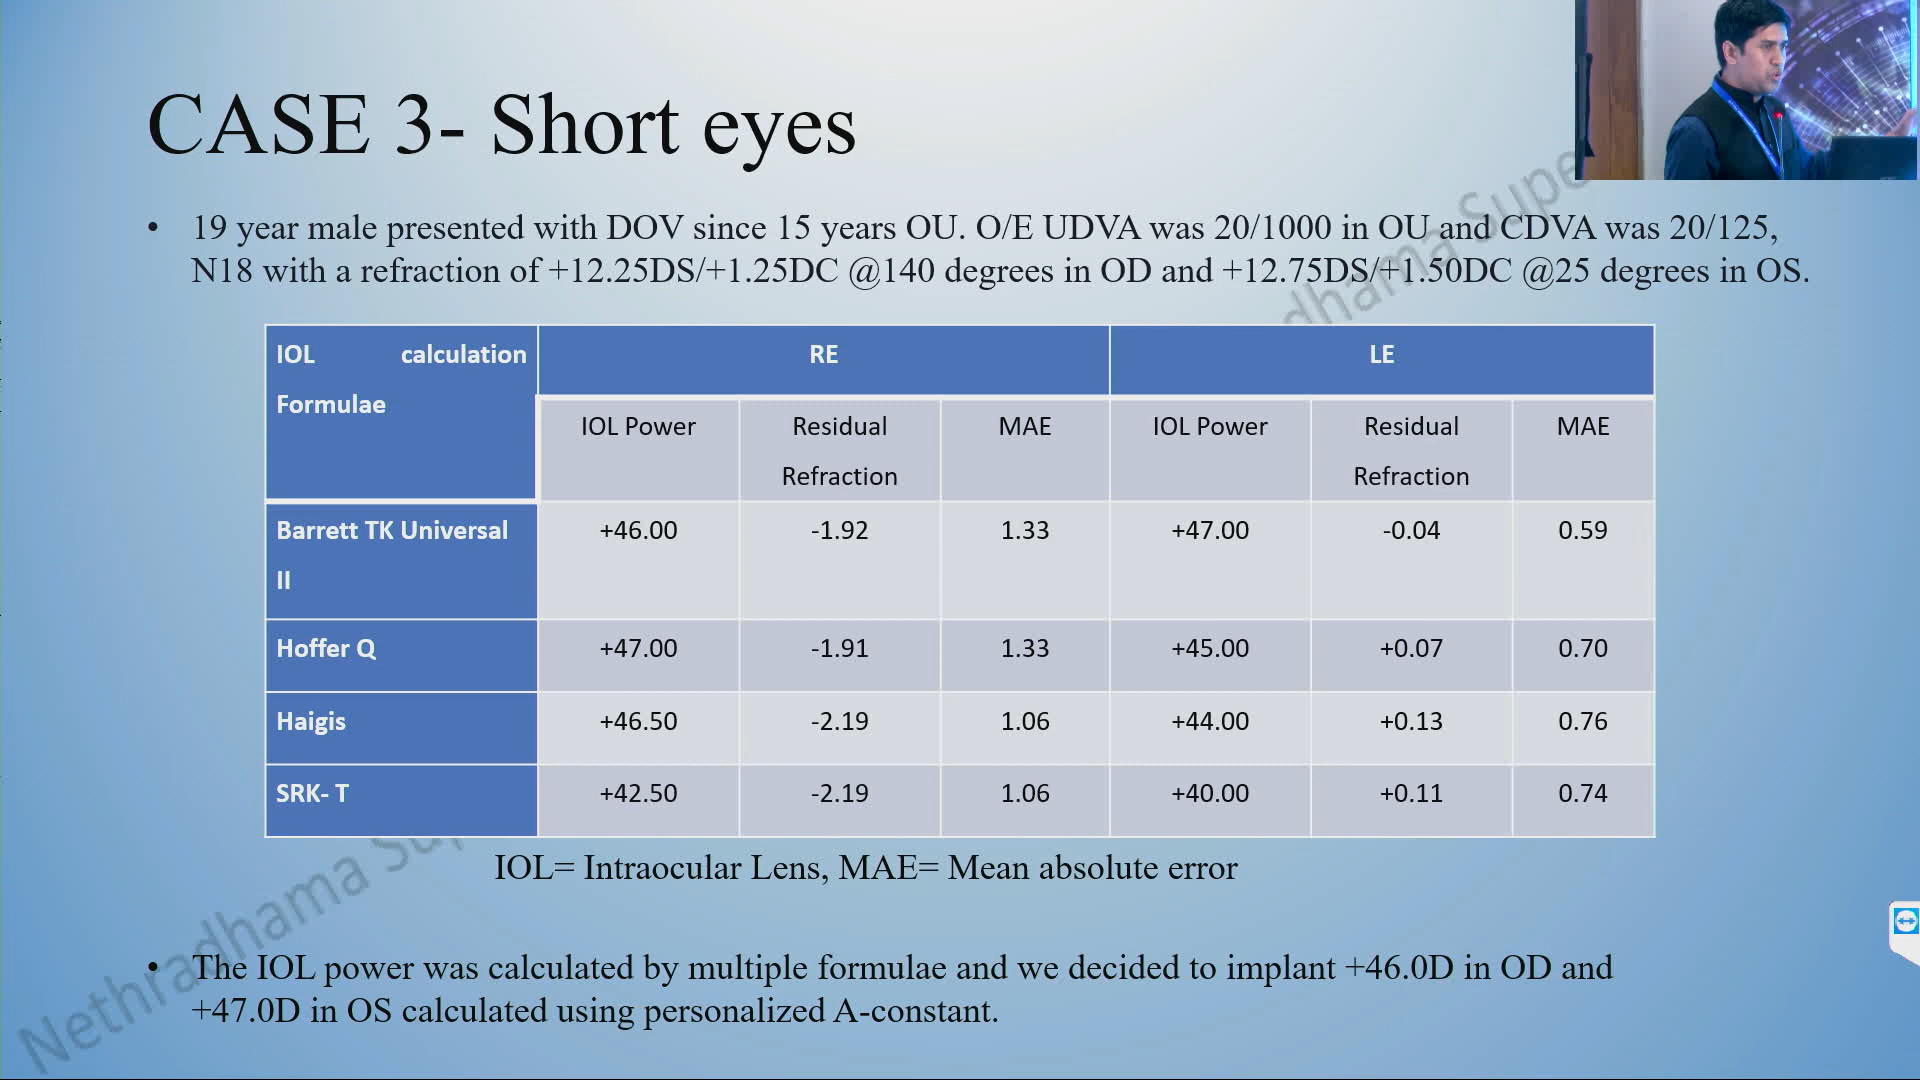 CASE 3- Short eyes
• 19 year male presented with DOV since 15 years OU. O/E UDVA was 20/1000 in OU and CDVA was 20/125,
N18 with a refraction of +12.25DS/+1.25DC @140 degrees in OD and +12.75DS/+1.50DC @25 degrees in OS.
IOL calculation Formulae RE LE
IOL Power Residual Refraction MAE IOL Power Residual Refraction MAE
Barrett TK Universal II +46.00 -1.92 1.33 +47.00 -0.04 0.59
Hoffer Q +47.00 -1.91 1.33 +45.00 +0.07 0.70
Haigis +46.50 -2.19 1.06 +44.00 +0.13 0.76
SRK- T +42.50 -2.19 1.06 +40.00 +0.11 0.74
IOL= Intraocular Lens, MAE= Mean absolute error
• The IOL power was calculated by multiple formulae and we decided to implant +46.0D in OD and
+47.0D in OS calculated using personalized A-constant.
Nethradhama